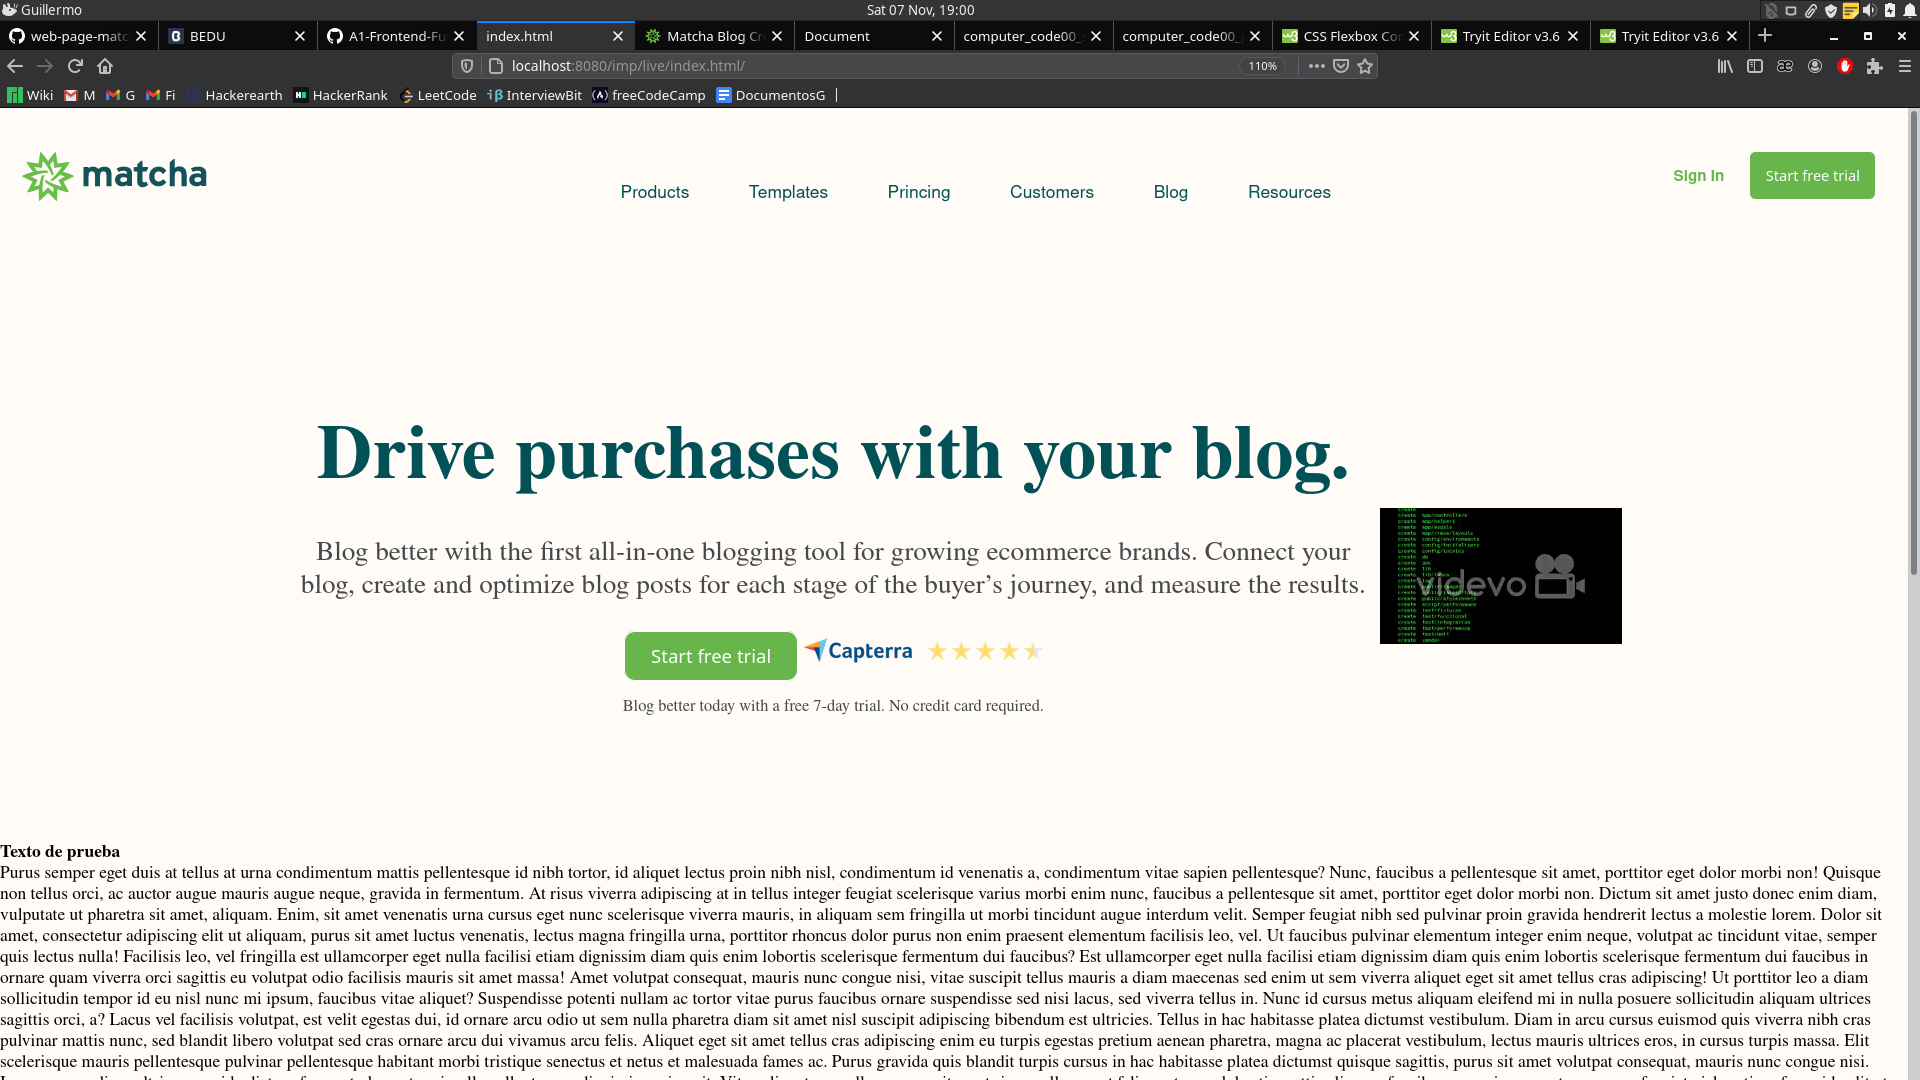 Guillermo
Sat 07 Nov, 19:00
web-page-matc
BEDU
A1-Frontend-Fu
index.html
Matcha Blog Cr
Document
computer_code00_
computer_code00_
CSS Flexbox Co
Tryit Editor v3.6
Tryit Editor v3.6
localhost:8080/imp/live/index.html/
110%
Wiki
M
G
Fi
Hackerearth
HackerRank
LeetCode
InterviewBit
freeCodeCamp
DocumentosG
matcha
Products
Templates
Princing
Customers
Blog
Resources
Sign In
Start free trial
Drive purchases with your blog.
Blog better with the first all-in-one blogging tool for growing ecommerce brands. Connect your
blog, create and optimize blog posts for each stage of the buyer’s journey, and measure the results.
videvo
Start free trial
Capterra
Blog better today with a free 7-day trial. No credit card required.
Texto de prueba
Purus semper eget duis at tellus at urna condimentum mattis pellentesque id nibh tortor, id aliquet lectus proin nibh nisl, condimentum id venenatis a, condimentum vitae sapien pellentesque? Nunc, faucibus a pellentesque sit amet, porttitor eget dolor morbi non! Quisque
non tellus orci, ac auctor augue mauris augue neque, gravida in fermentum. At risus viverra adipiscing at in tellus integer feugiat scelerisque varius morbi enim nunc, faucibus a pellentesque sit amet, porttitor eget dolor morbi non. Dictum sit amet justo donec enim diam,
vulputate ut pharetra sit amet, aliquam. Enim, sit amet venenatis urna cursus eget nunc scelerisque viverra mauris, in aliquam sem fringilla ut morbi tincidunt augue interdum velit. Semper feugiat nibh sed pulvinar proin gravida hendrerit lectus a molestie lorem. Dolor sit
amet, consectetur adipiscing elit ut aliquam, purus sit amet luctus venenatis, lectus magna fringilla urna, porttitor rhoncus dolor purus non enim praesent elementum facilisis leo, vel. Ut faucibus pulvinar elementum integer enim neque, volutpat ac tincidunt vitae, semper
quis lectus nulla! Facilisis leo, vel fringilla est ullamcorper eget nulla facilisi etiam dignissim diam quis enim lobortis scelerisque fermentum dui faucibus? Est ullamcorper eget nulla facilisi etiam dignissim diam quis enim lobortis scelerisque fermentum dui faucibus in
ornare quam viverra orci sagittis eu volutpat odio facilisis mauris sit amet massa! Amet volutpat consequat, mauris nunc congue nisi, vitae suscipit tellus mauris a diam maecenas sed enim ut sem viverra aliquet eget sit amet tellus cras adipiscing! Ut porttitor leo a diam
sollicitudin tempor id eu nisl nunc mi ipsum, faucibus vitae aliquet? Suspendisse potenti nullam ac tortor vitae purus faucibus ornare suspendisse sed nisi lacus, sed viverra tellus in. Nunc id cursus metus aliquam eleifend mi in nulla posuere sollicitudin aliquam ultrices
sagittis orci, a? Lacus vel facilisis volutpat, est velit egestas dui, id ornare arcu odio ut sem nulla pharetra diam sit amet nisl suscipit adipiscing bibendum est ultricies. Tellus in hac habitasse platea dictumst vestibulum. Diam in arcu cursus euismod quis viverra nibh cras
pulvinar mattis nunc, sed blandit libero volutpat sed cras ornare arcu dui vivamus arcu felis. Aliquet eget sit amet tellus cras adipiscing enim eu turpis egestas pretium aenean pharetra, magna ac placerat vestibulum, lectus mauris ultrices eros, in cursus turpis massa. Elit
scelerisque mauris pellentesque pulvinar pellentesque habitant morbi tristique senectus et netus et malesuada fames ac. Purus gravida quis blandit turpis cursus in hac habitasse platea dictumst quisque sagittis, purus sit amet volutpat consequat, mauris nunc congue nisi.